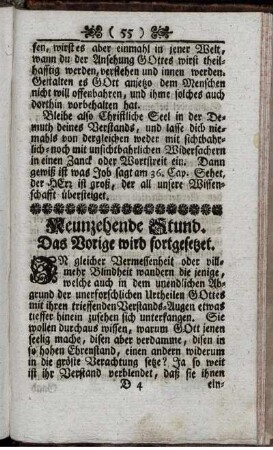 ( 55 )
sen, wirst es aber einmahl in jener Welt,
wann du der Ansehung GOttes wirst theil-
hafftig werden, verstehen und innen werden.
Gestalten es GOtt anjetzo dem Menschen
nicht will offenbahren, und ihme solches auch
dorthin vorbehalten hat.
Bleibe also Christliche Seel in der De-
muth deines Verstands, und lasse dich nie-
mahls von dergleichen weder mit sichtbahr-
lich- noch mit unsichtbahrlichen Widersachern
in einen Zanck oder Wortstreit ein. Dann
gewiß ist was Job sagt am 36. Cap. Sehet,
der HErr ist groß, der all unsere Wissen-
schafft übersteiget.
Neunzehende Stund.
Das Vorige wird fortgesetzet.
IN gleicher Vermessenheit oder vill-
mehr Blindheit wandern die jenige,
welche auch in dem unendlichen Ab-
grund der unerforschlichen Urtheilen GOttes
mit ihren trieffenden Verstands-Augen etwas
tieffer hinein zusehen sich unterfangen. Sie
wollen durchaus wissen, warum GOtt jenen
seelig mache, disen aber verdamme, disen in
so hohen Ehrenstand, einen andern widerum
in die gröste Verachtung setze? Ja so weit
ist ihr Verstand verblendet, daß sie ihnen
D 4 ein-